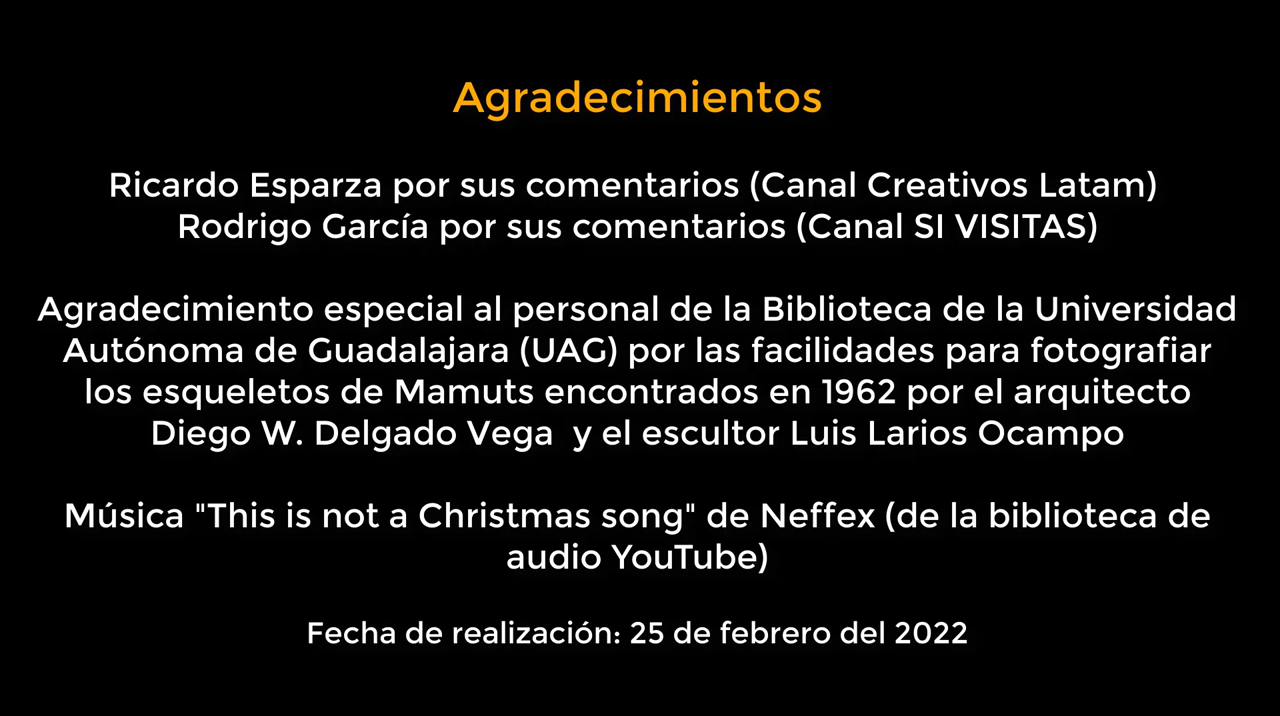 Agradecimientos
Ricardo Esparza por sus comentarios (Canal Creativos Latam)
Rodrigo García por sus comentarios (Canal SI VISITAS)
Agradecimiento especial al personal de la Biblioteca de la Universidad
Autónoma de Guadalajara (UAG) por las facilidades para fotografiar
los esqueletos de Mamuts encontrados en 1962 por el arquitecto
Diego W. Delgado Vega  y el escultor Luis Larios Ocampo
Música "This is not a Christmas song" de Neffex (de la biblioteca de
audio YouTube)
Fecha de realización: 25 de febrero del 2022